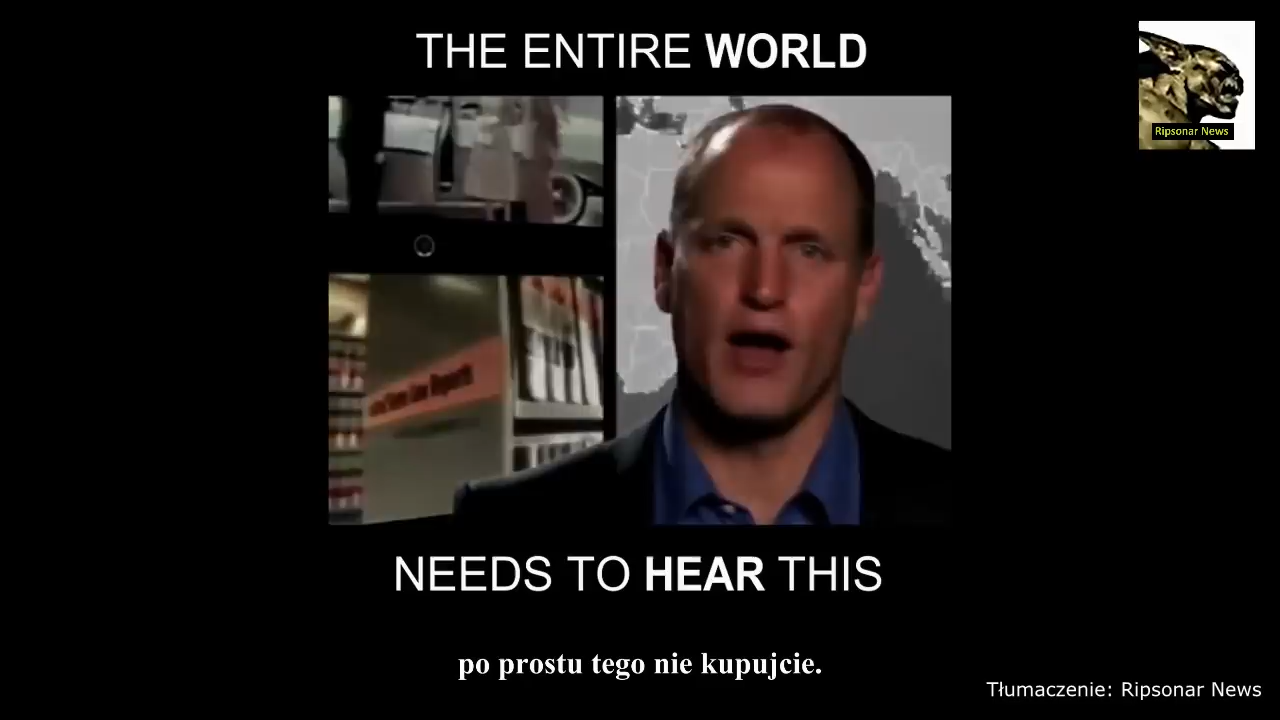 THE ENTIRE WORLD
Ripsonar News
NEEDS TO HEAR THIS
po prostu tego nie kupujcie.
Tłumaczenie: Ripsonar News